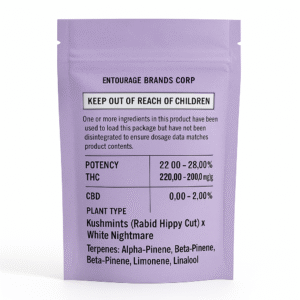 ENTOURAGE BRANDS CORP
KEEP OUT OF REACH OF CHILDREN
One or more ingredients in this product have been
used to load this package but have not been
disintegrated to ensure dosage data matches
product contents.
POTENCY 22 00 – 28,00%
THC 220,00 – 200,0 mg/g
CBD 0,00 – 2,00%
PLANT TYPE
Kushmints (Rabid Hippy Cut) x
White Nightmare
Terpenes: Alpha-Pinene, Beta-Pinene,
Beta-Pinene, Limonene, Linalool